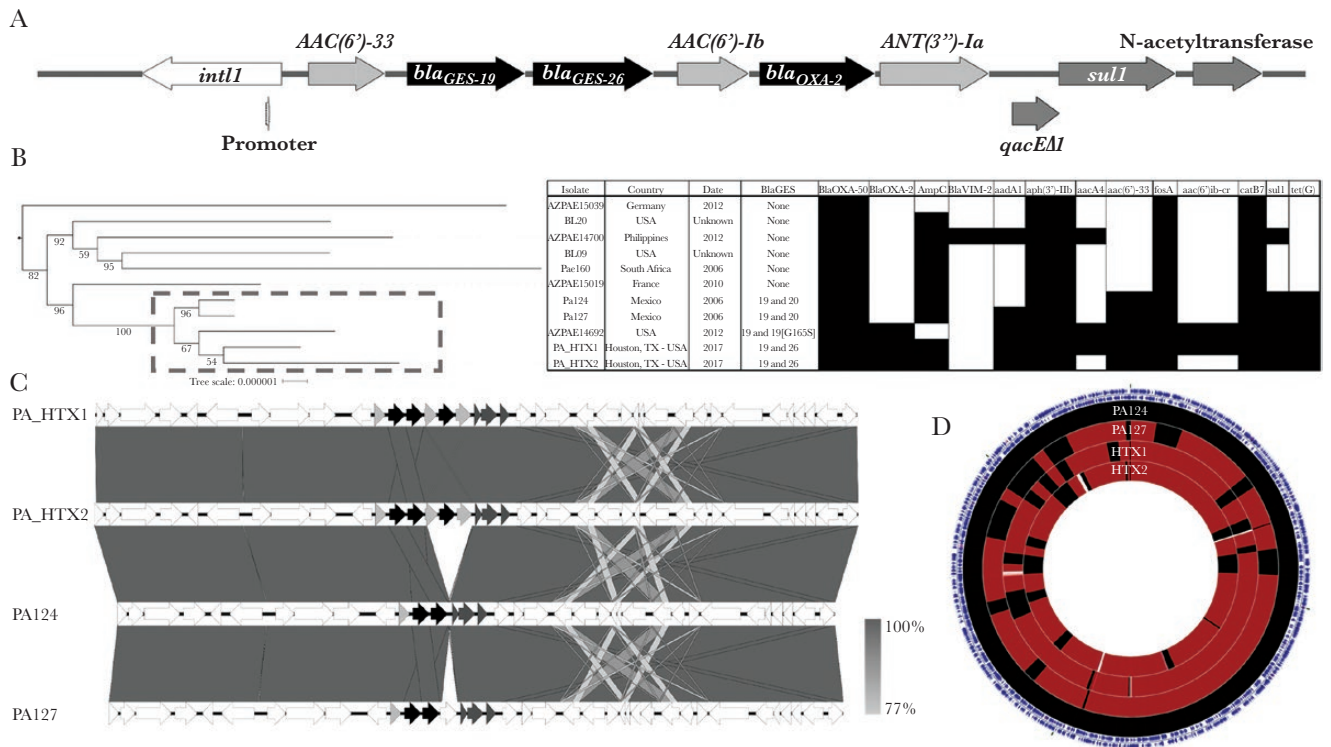 A
AAC(6')-33
AAC(6')-Ib
ANT(3'')-Ia
N-acetyltransferase
intI1
blaGES-19
blaGES-26
blaOXA-2
sul1
Promoter
qacEΔ1
B
Isolate Country Date BlaGES BlaOXA-50 BlaOXA-2 AmpC BlaVIM-2 aadA1 aph(3')-IIb aacA4 aac(6')-33 fosA aac(6')ib-cr catB7 sul1 tet(G)
AZPAE15039 Germany 2012 None
BL20 USA Unknown None
AZPAE14700 Philippines 2012 None
BL09 USA Unknown None
Pae160 South Africa 2006 None
AZPAE15019 France 2010 None
Pa124 Mexico 2006 19 and 20
Pa127 Mexico 2006 19 and 20
AZPAE14692 USA 2012 19 and 19[G165S]
PA_HTX1 Houston, TX - USA 2017 19 and 26
PA_HTX2 Houston, TX - USA 2017 19 and 26
92
59
95
82
96
96
100
67
54
Tree scale: 0.000001
C
PA_HTX1
PA_HTX2
PA124
PA127
100%
77%
D
PA124
PA127
HTX1
HTX2